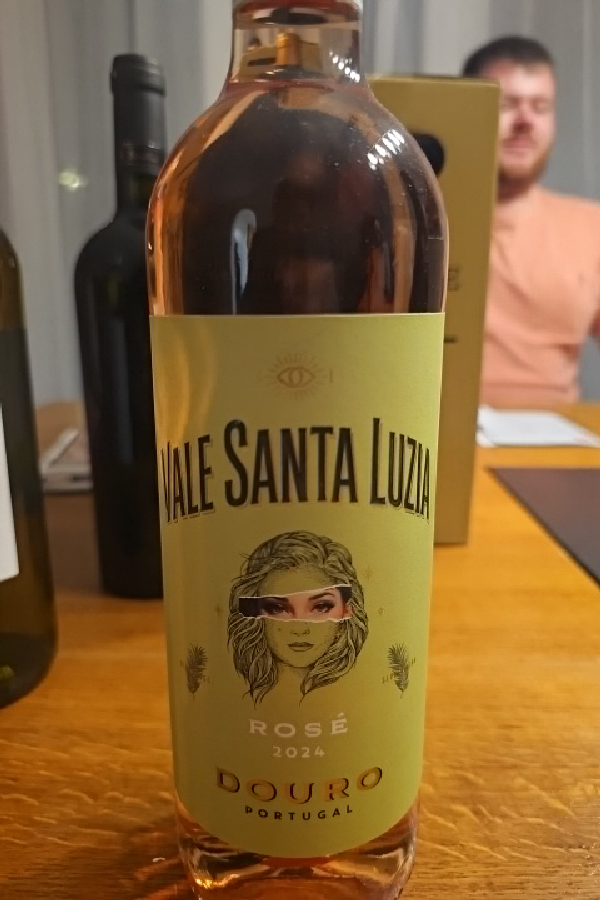 VALE SANTA LUZIA
ROSÉ
2024
DOURO
PORTUGAL